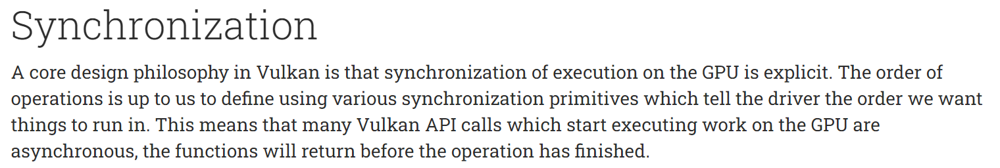 Synchronization
A core design philosophy in Vulkan is that synchronization of execution on the GPU is explicit. The order of
operations is up to us to define using various synchronization primitives which tell the driver the order we want
things to run in. This means that many Vulkan API calls which start executing work on the GPU are
asynchronous, the functions will return before the operation has finished.